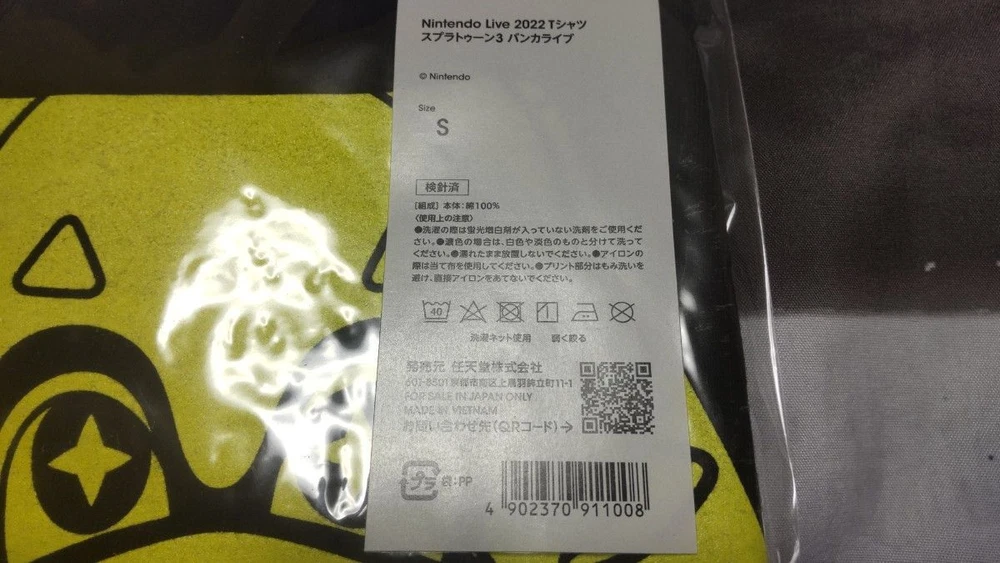 Nintendo Live 2022 Tシャツ
スプラトゥーン3 バンカライブ
© Nintendo
Size
S
検針済
[組成] 本体：綿100％
〈使用上の注意〉
●洗濯の際は蛍光増白剤が入っていない洗剤をご使用くだ
さい。●濃色の場合は、白色や淡色のものと分けて洗って
ください。●濡れたまま放置しないでください。●アイロンの
際は当て布を使用してください。●プリント部分はもみ洗いを
避け、直接アイロンをあてないでください。
40
洗濯ネット使用 弱く絞る
発売元 任天堂株式会社
601-8501 京都市南区上鳥羽鉾立町11-1
FOR SALE IN JAPAN ONLY
MADE IN VIETNAM
お問い合わせ先(QRコード)→
プラ 袋：PP
4 902370 911008